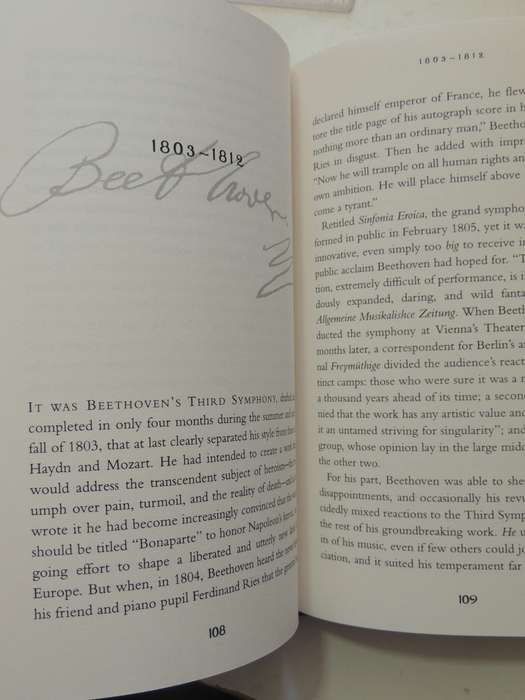 1803–1812
Beethoven
IT WAS BEETHOVEN'S THIRD SYMPHONY,
completed in only four months during the summer and
fall of 1803, that at last clearly separated his style from
Haydn and Mozart. He had intended to create a work
would address the transcendent subject of heroism—
umph over pain, turmoil, and the reality of death—
wrote it he had become increasingly convinced that
should be titled "Bonaparte" to honor Napoleon's heroic,
going effort to shape a liberated and utterly new
Europe. But when, in 1804, Beethoven heard the news
his friend and piano pupil Ferdinand Ries that the
108
1803–1812
declared himself emperor of France, he flew
tore the title page of his autograph score in
nothing more than an ordinary man," Beetho
Ries in disgust. Then he added with impre
"Now he will trample on all human rights an
own ambition. He will place himself above
come a tyrant."
Retitled Sinfonia Eroica, the grand sympho
formed in public in February 1805, yet it wa
innovative, even simply too big to receive
public acclaim Beethoven had hoped for. "T
tion, extremely difficult of performance, is
dously expanded, daring, and wild fanta
Allgemeine Musikalishce Zeitung. When Beeth
ducted the symphony at Vienna's Theater
months later, a correspondent for Berlin's
nal Freymüthige divided the audience's react
tinct camps: those who were sure it was a
a thousand years ahead of its time; a secon
nied that the work has any artistic value and
it an untamed striving for singularity"; and
group, whose opinion lay in the large midd
the other two.
For his part, Beethoven was able to she
disappointments, and occasionally his revu
cidedly mixed reactions to the Third Symp
the rest of his groundbreaking work. He
its of his music, even if few others could jo
ciation, and it suited his temperament far
109